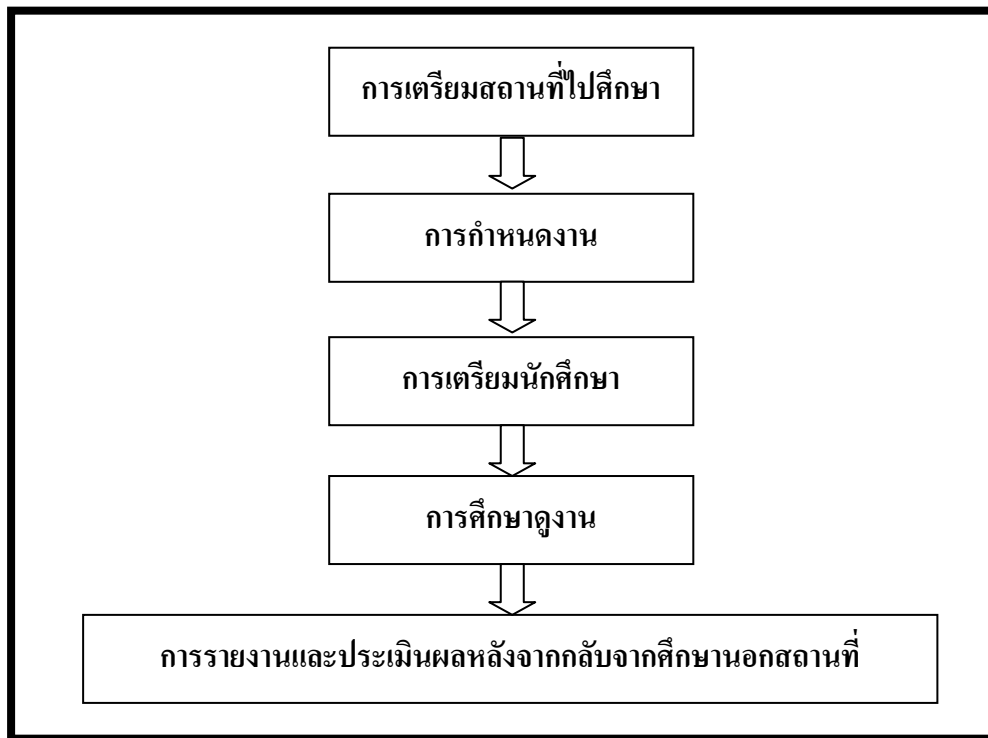 การเตรียมสถานที่ไปศึกษา
การกำหนดงาน
การเตรียมนักศึกษา
การศึกษาดูงาน
การรายงานและประเมินผลหลังจากกลับจากศึกษานอกสถานที่